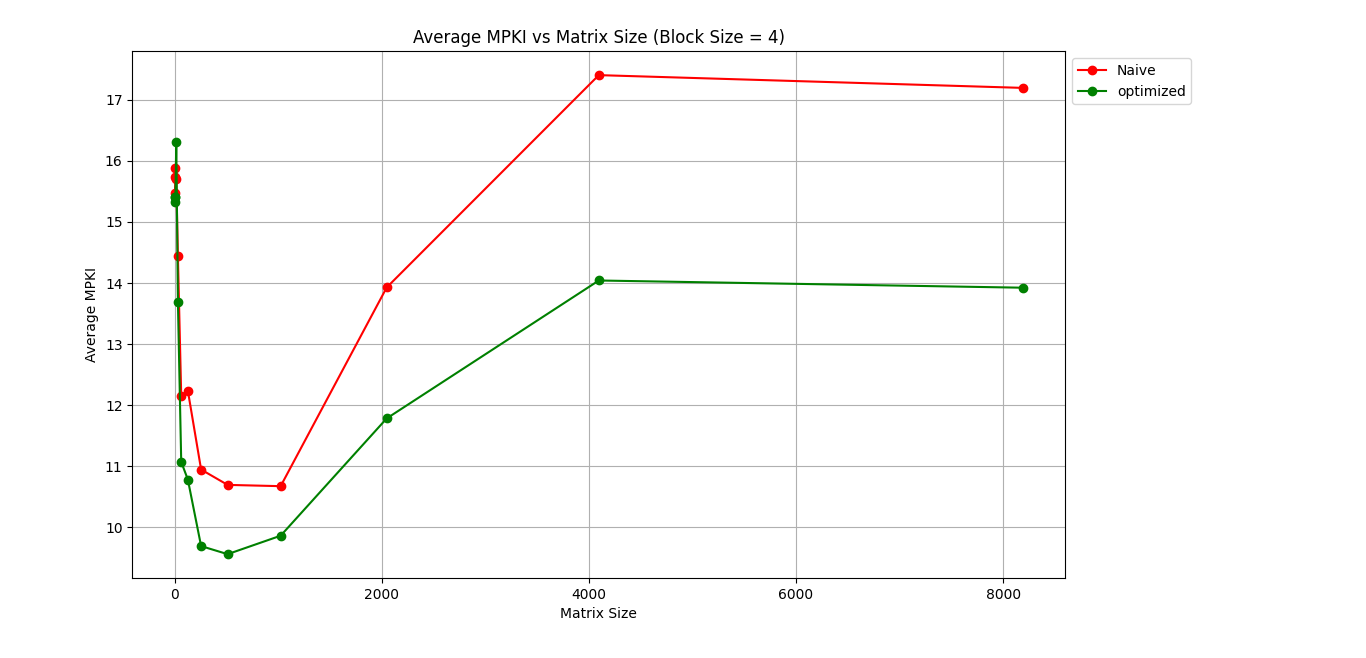 Average MPKI vs Matrix Size (Block Size = 4)
Naive
optimized
17
16
15
14
13
12
11
10
Average MPKI
0 2000 4000 6000 8000
Matrix Size